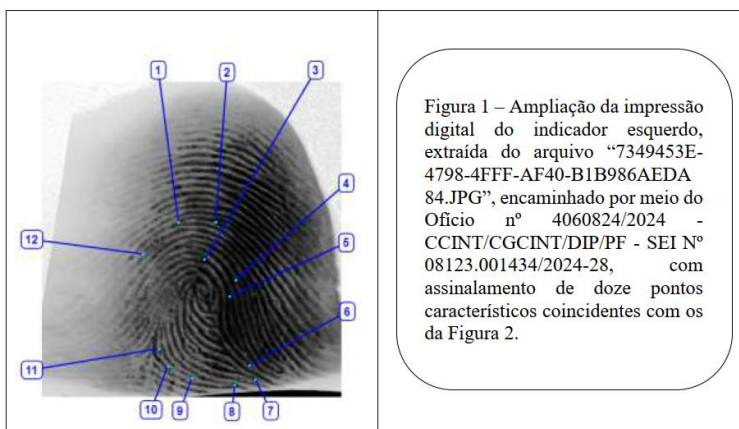 1
2
3
4
5
6
7
8
9
10
11
12
Figura 1 – Ampliação da impressão
digital do indicador esquerdo,
extraída do arquivo “7349453E-
4798-4FFF-AF40-B1B986AEDA
84.JPG”, encaminhado por meio do
Ofício nº 4060824/2024 -
CCINT/CGCINT/DIP/PF - SEI Nº
08123.001434/2024-28, com
assinalamento de doze pontos
característicos coincidentes com os
da Figura 2.